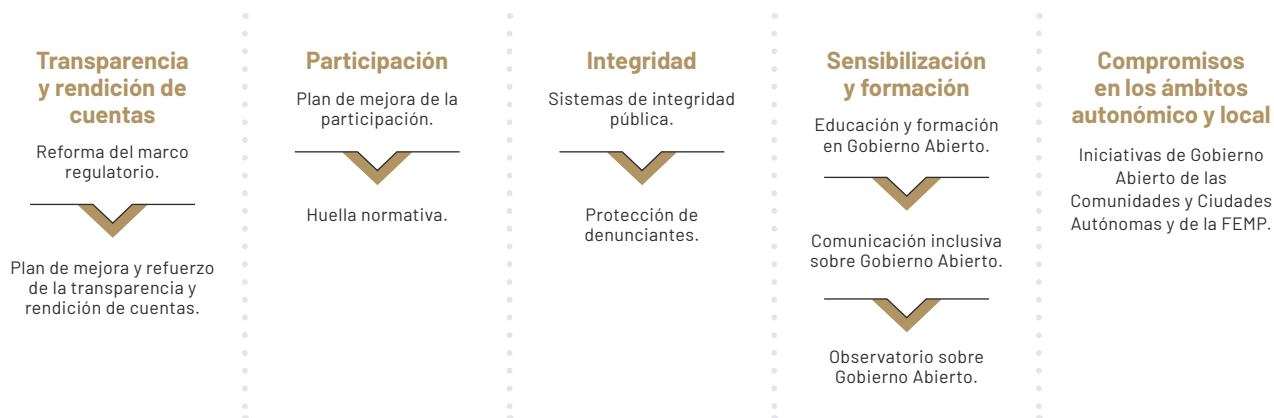 Transparencia
y rendición de
cuentas
Reforma del marco
regulatorio.
Plan de mejora y refuerzo
de la transparencia y
rendición de cuentas.
Participación
Plan de mejora de la
participación.
Huella normativa.
Integridad
Sistemas de integridad
pública.
Protección de
denunciantes.
Sensibilización
y formación
Educación y formación
en Gobierno Abierto.
Comunicación inclusiva
sobre Gobierno Abierto.
Observatorio sobre
Gobierno Abierto.
Compromisos
en los ámbitos
autonómico y local
Iniciativas de Gobierno
Abierto de las
Comunidades y Ciudades
Autónomas y de la FEMP.